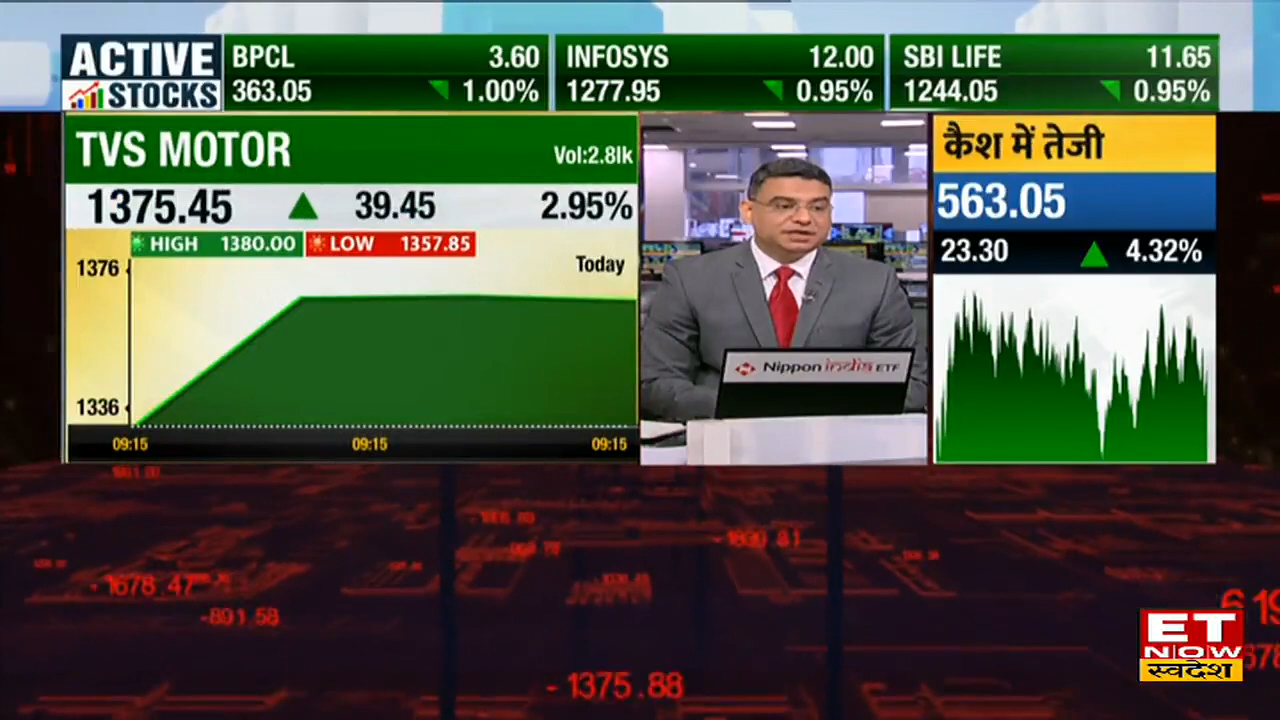 ACTIVE
STOCKS
BPCL 3.60
363.05 1.00%
INFOSYS 12.00
1277.95 0.95%
SBI LIFE 11.65
1244.05 0.95%
TVS MOTOR Vol:2.8lk
1375.45 39.45 2.95%
HIGH 1380.00 LOW 1357.85
Today
1376
1336
09:15 09:15 09:15
Nippon india ETF
कैश में तेजी
563.05
23.30 4.32%
-1678.47
-891.58
-1375.88
ET
NOW
स्वदेश